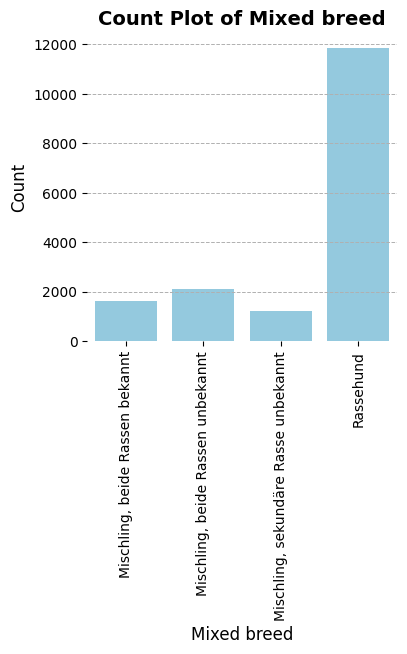 Count Plot of Mixed breed
12000
10000
8000
6000
4000
2000
0
Count
Mischling, beide Rassen bekannt
Mischling, beide Rassen unbekannt
Mischling, sekundäre Rasse unbekannt
Rassehund
Mixed breed